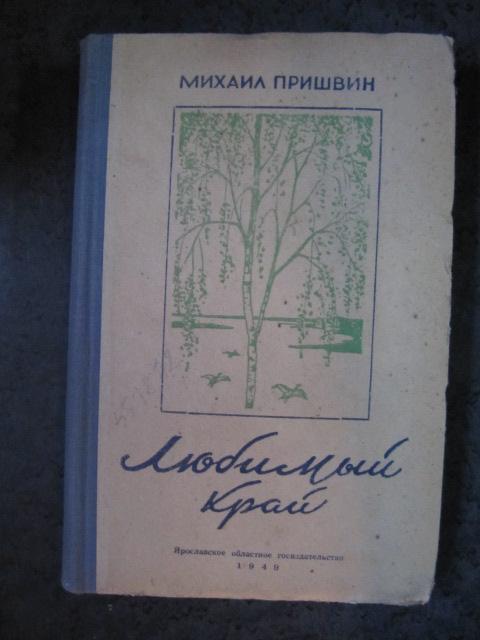 МИХАИЛ ПРИШВИН
Любимый
край
Ярославское областное госиздательство
1949